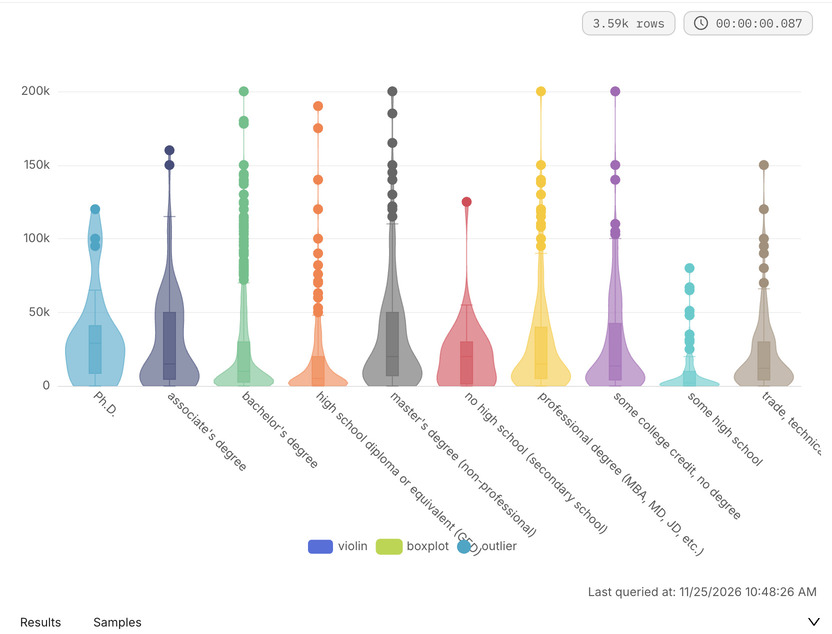 3.59k rows
00:00:00.087
200k
150k
100k
50k
0
Ph.D.
associate's degree
bachelor's degree
high school diploma or equivalent (GED)
master's degree (non-professional)
no high school (secondary school)
professional degree (MBA, MD, JD, etc.)
some college credit, no degree
some high school
trade, technica
violin
boxplot
outlier
Last queried at: 11/25/2026 10:48:26 AM
Results
Samples